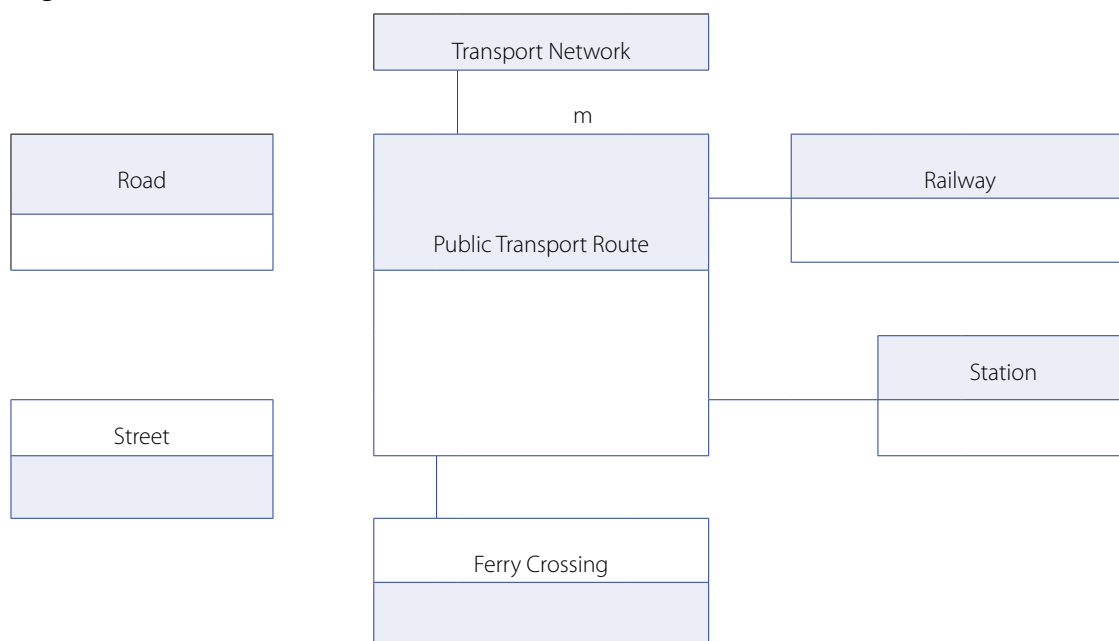 Transport Network
m
Road
Railway
Public Transport Route
Station
Street
Ferry Crossing